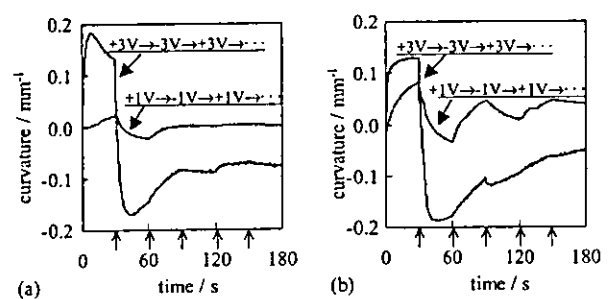 0.2
0.1
0.0
-0.1
-0.2
curvature / mm⁻¹
+3V→-3V→+3V→···
+1V→-1V→+1V→···
0 60 120 180
time / s
(a)
0.2
0.1
0.0
-0.1
-0.2
curvature / mm⁻¹
+3V→-3V→+3V→···
+1V→-1V→+1V→···
0 60 120 180
time / s
(b)